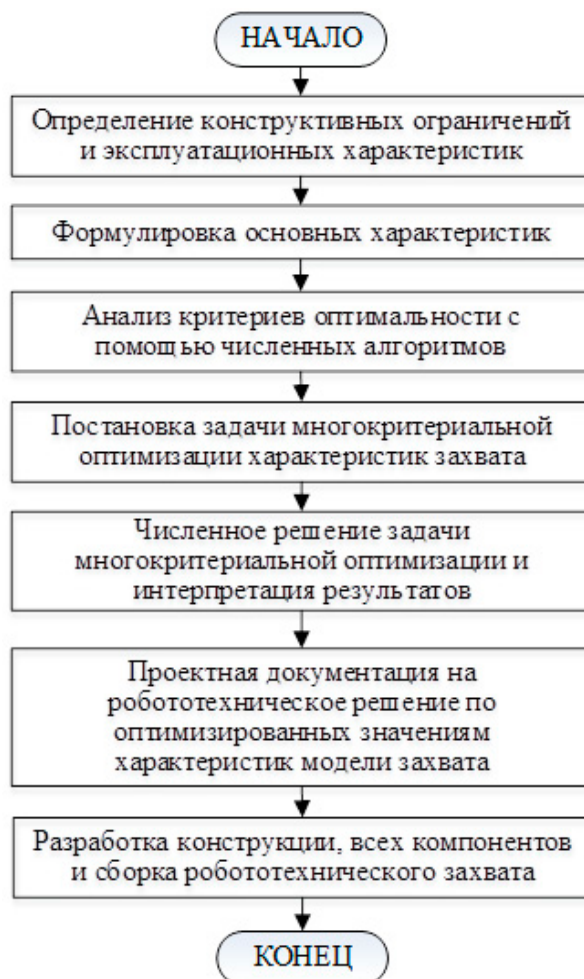 НАЧАЛО
Определение конструктивных ограничений
и эксплуатационных характеристик
Формулировка основных характеристик
Анализ критериев оптимальности с
помощью численных алгоритмов
Постановка задачи многокритериальной
оптимизации характеристик захвата
Численное решение задачи
многокритериальной оптимизации и
интерпретация результатов
Проектная документация на
робототехническое решение по
оптимизированных значениям
характеристик модели захвата
Разработка конструкции, всех компонентов
и сборка робототехнического захвата
КОНЕЦ